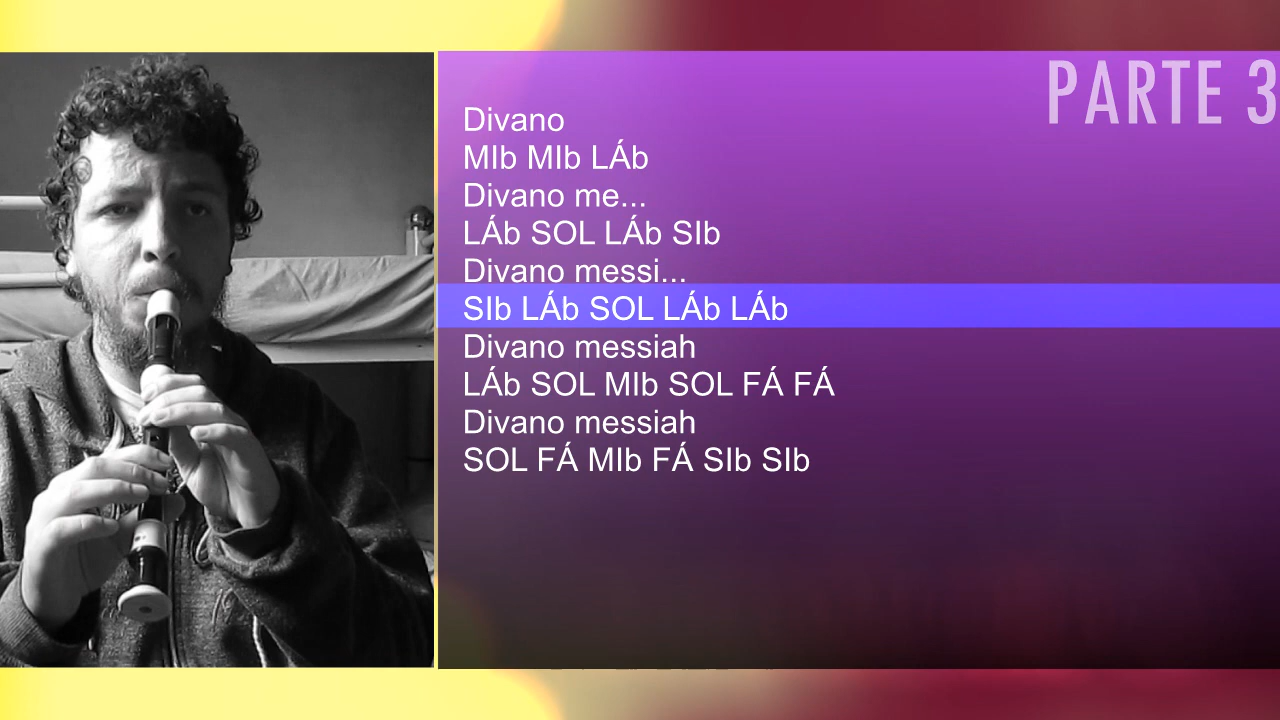 PARTE 3
Divano
MIb MIb LÁb
Divano me...
LÁb SOL LÁb SIb
Divano messi...
SIb LÁb SOL LÁb LÁb
Divano messiah
LÁb SOL MIb SOL FÁ FÁ
Divano messiah
SOL FÁ MIb FÁ SIb SIb